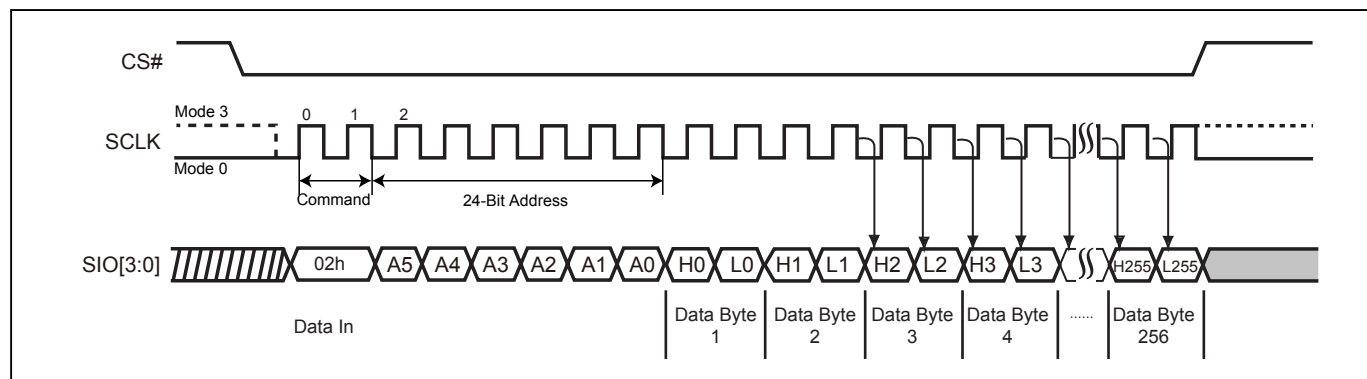 CS#
Mode 3
0 1 2
SCLK
Mode 0
Command
24-Bit Address
SIO[3:0]
02h A5 A4 A3 A2 A1 A0 H0 L0 H1 L1 H2 L2 H3 L3 H255 L255
Data In
Data Byte 1
Data Byte 2
Data Byte 3
Data Byte 4
......
Data Byte 256